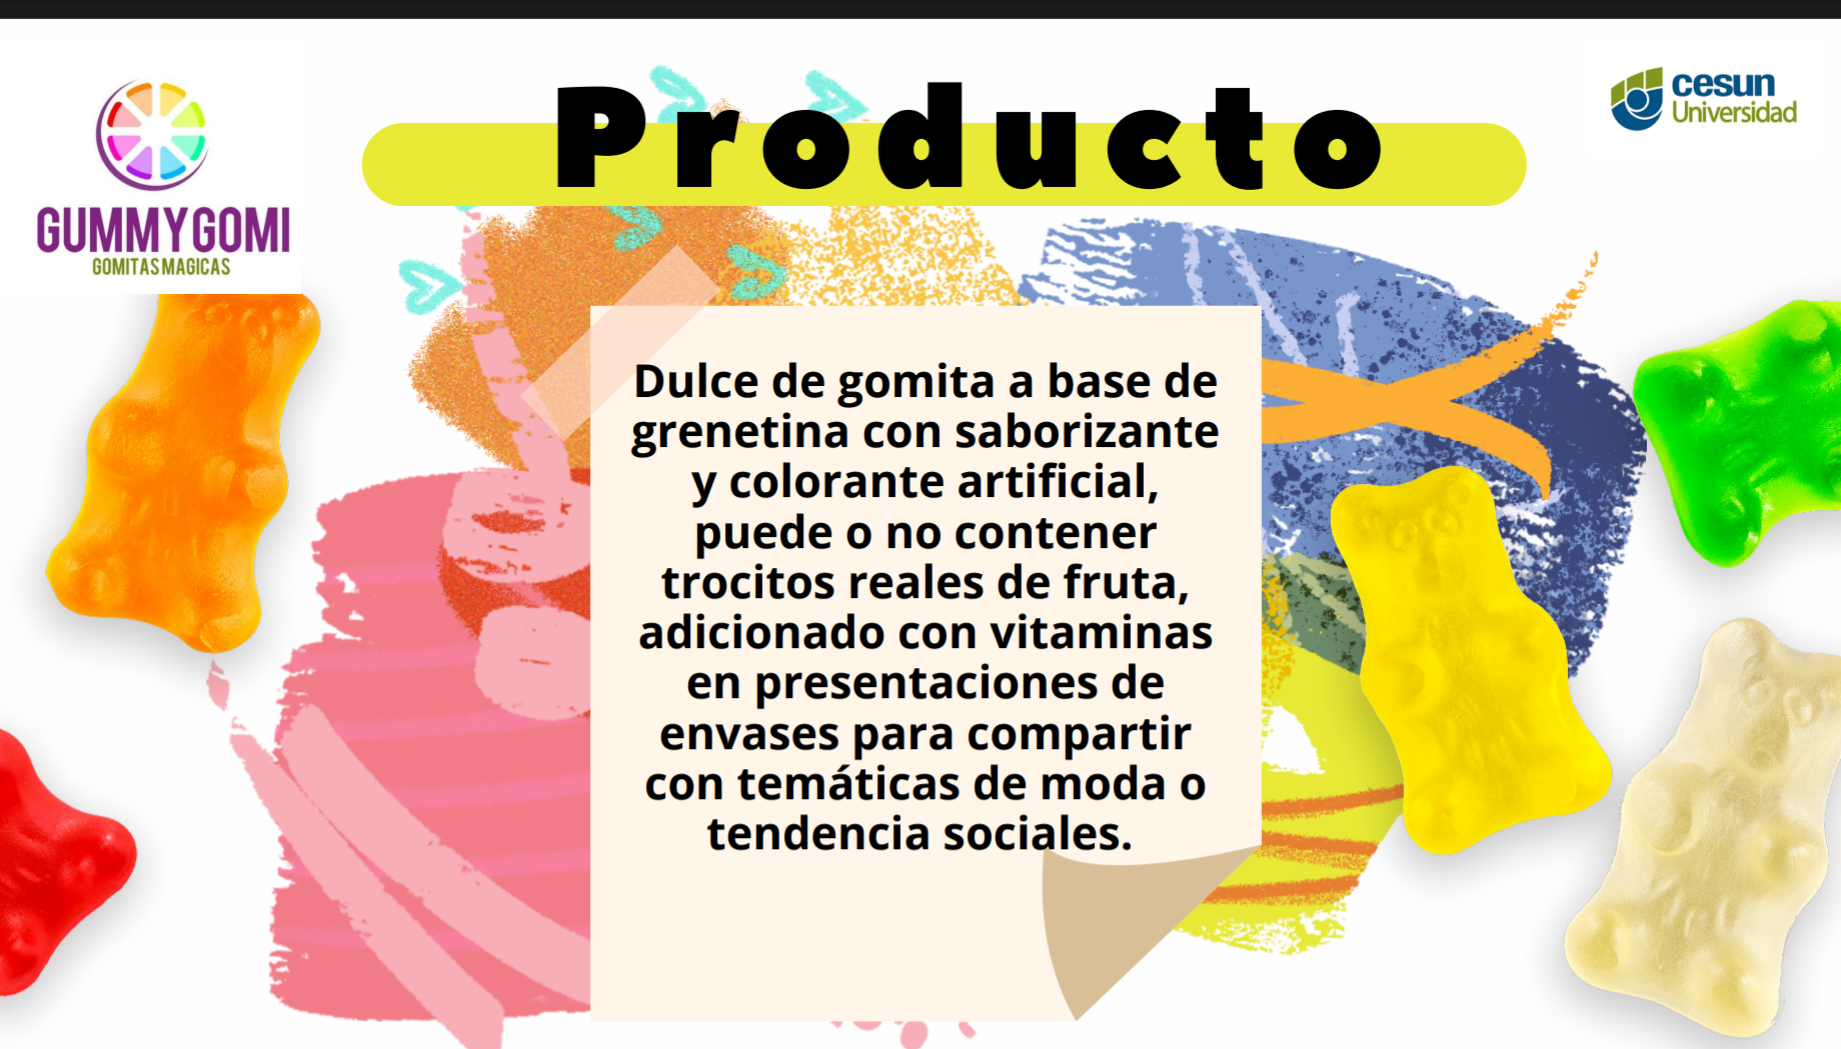 Producto
cesun
Universidad
GUMMYGOMI
GOMITAS MAGICAS
Dulce de gomita a base de
grenetina con saborizante
y colorante artificial,
puede o no contener
trocitos reales de fruta,
adicionado con vitaminas
en presentaciones de
envases para compartir
con temáticas de moda o
tendencia sociales.